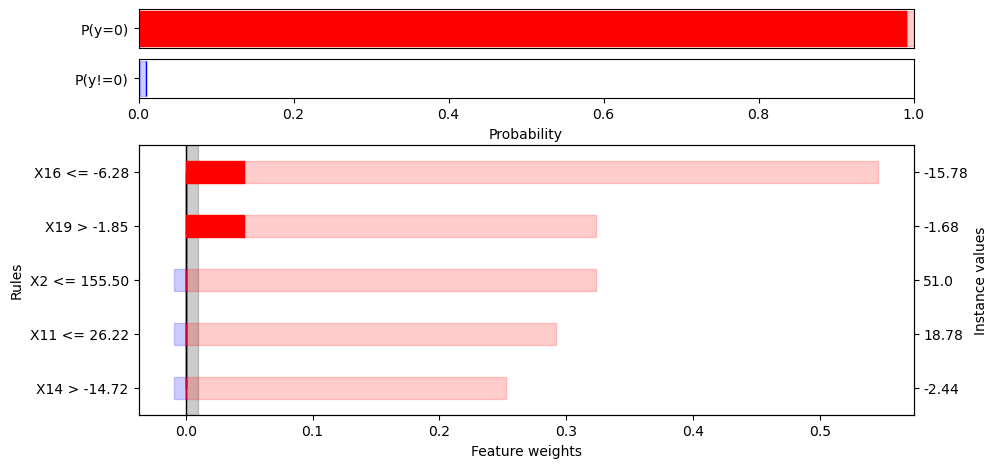 P(y=0)
P(y!=0)
0.0 0.2 0.4 0.6 0.8 1.0
Probability
X16 <= -6.28 -15.78
X19 > -1.85 -1.68
X2 <= 155.50 51.0
X11 <= 26.22 18.78
X14 > -14.72 -2.44
Rules
Instance values
0.0 0.1 0.2 0.3 0.4 0.5
Feature weights